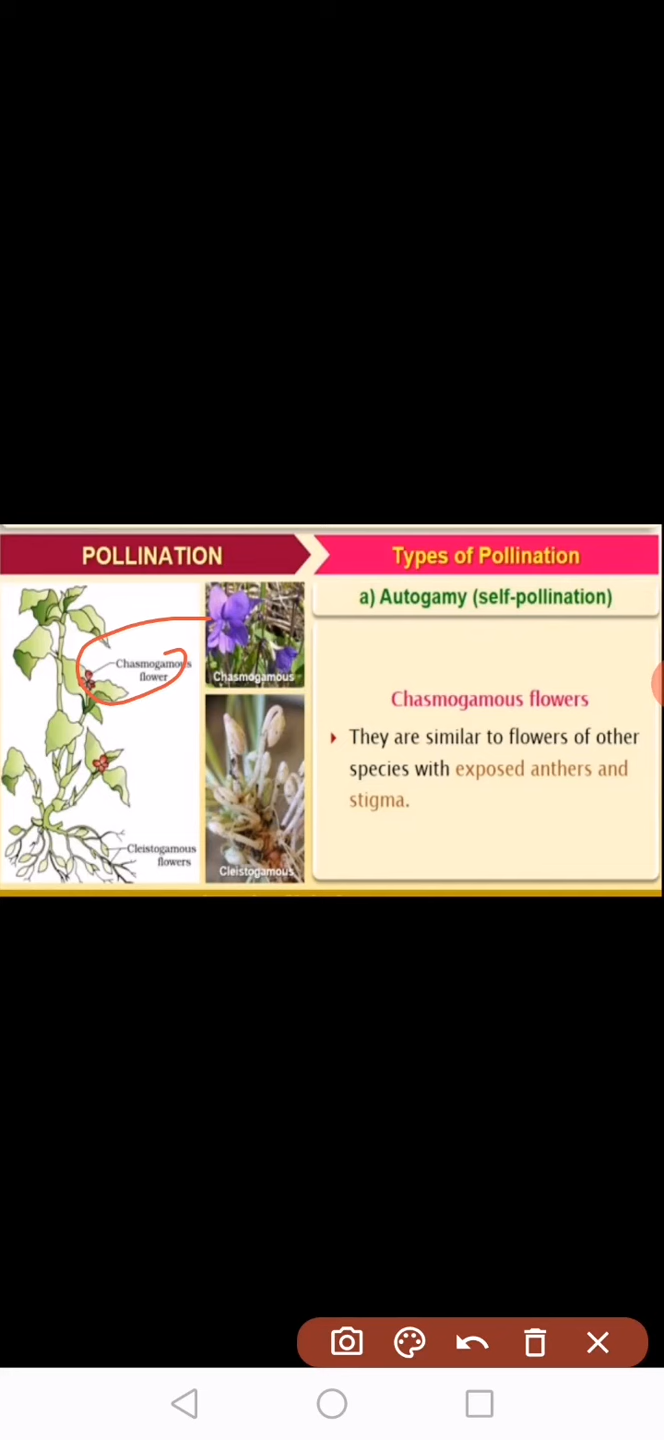 POLLINATION
Types of Pollination
a) Autogamy (self-pollination)
Chasmogamous
flower
Chasmogamous
Cleistogamous
flowers
Cleistogamous
Chasmogamous flowers
They are similar to flowers of other
species with exposed anthers and
stigma.